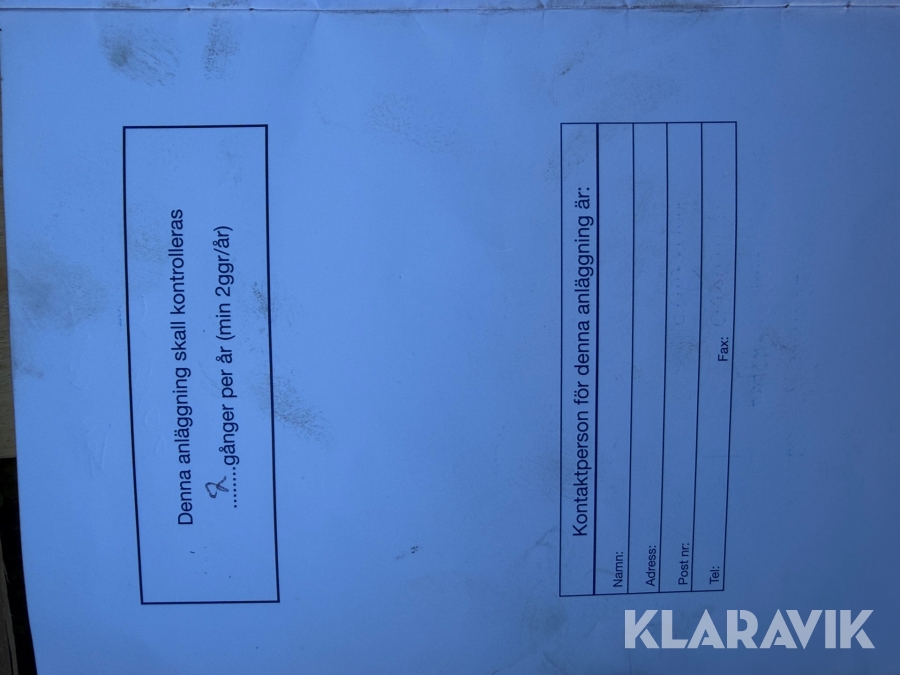 Denna anläggning skall kontrolleras
2
........gånger per år (min 2ggr/år)
Kontaktperson för denna anläggning är:
Namn:
Adress:
Post nr:
Tel: Fax:
KLARAVIK